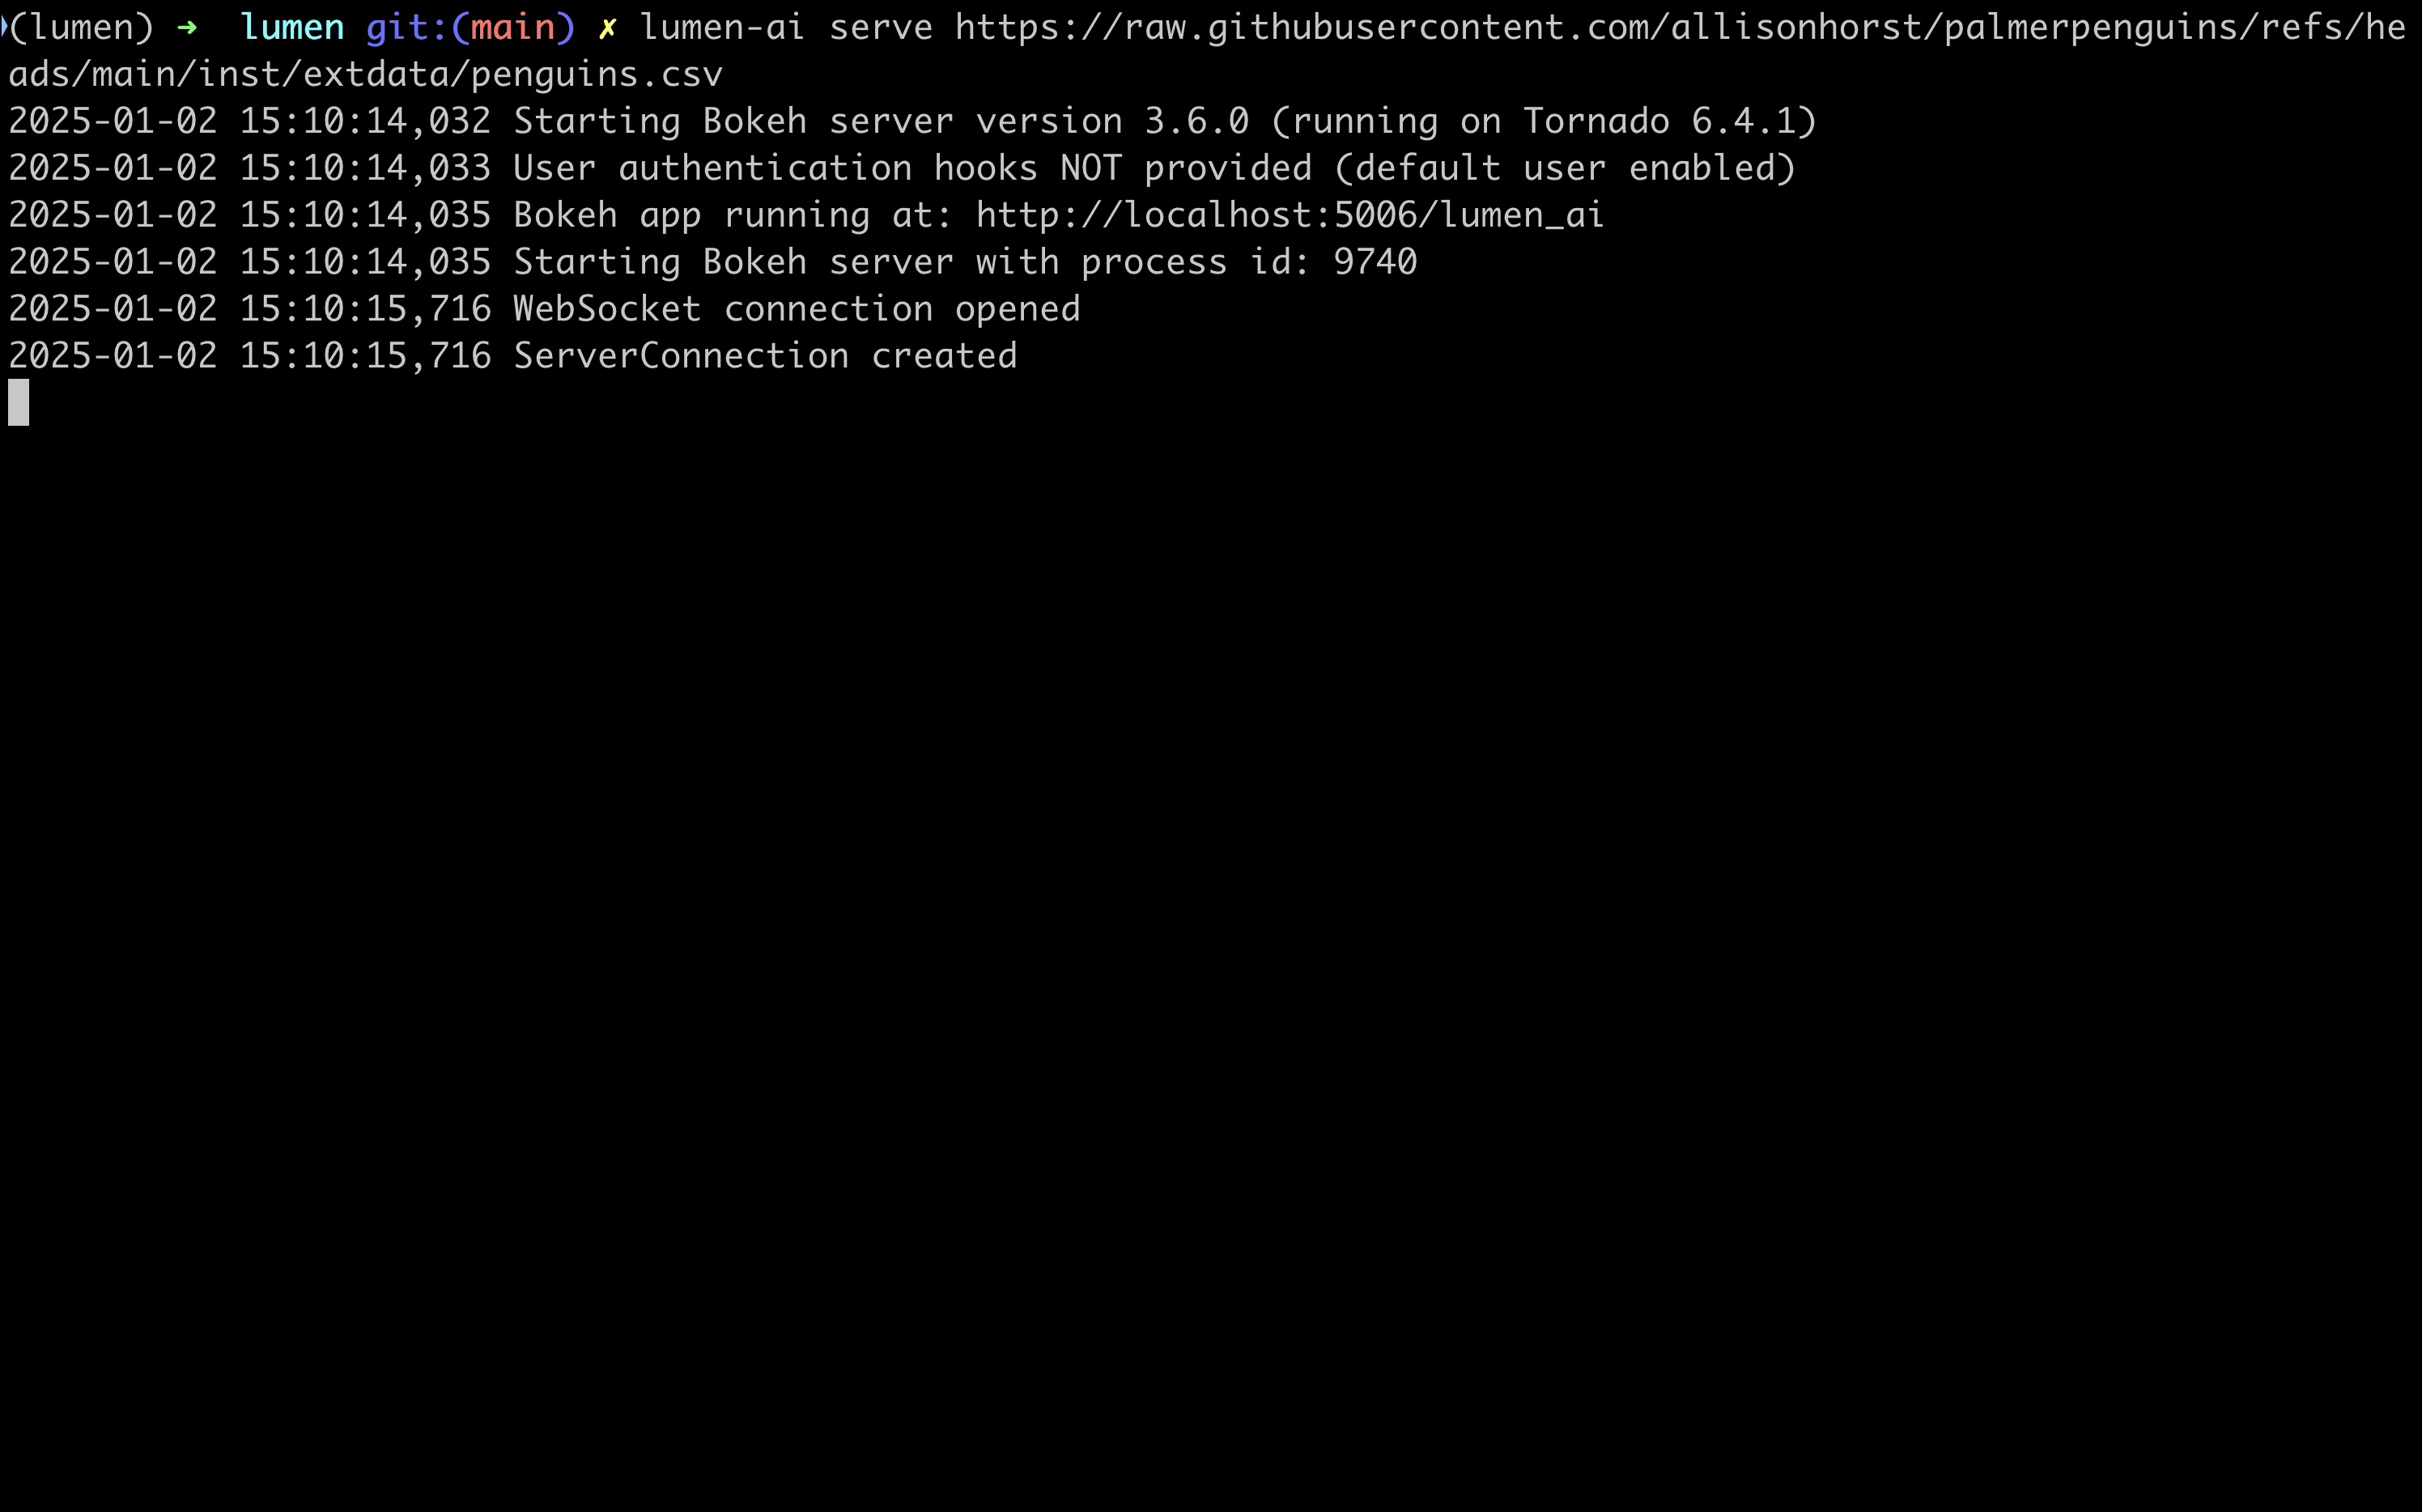 (lumen) ➜  lumen git:(main) ✗ lumen-ai serve https://raw.githubusercontent.com/allisonhorst/palmerpenguins/refs/he
ads/main/inst/extdata/penguins.csv
2025-01-02 15:10:14,032 Starting Bokeh server version 3.6.0 (running on Tornado 6.4.1)
2025-01-02 15:10:14,033 User authentication hooks NOT provided (default user enabled)
2025-01-02 15:10:14,035 Bokeh app running at: http://localhost:5006/lumen_ai
2025-01-02 15:10:14,035 Starting Bokeh server with process id: 9740
2025-01-02 15:10:15,716 WebSocket connection opened
2025-01-02 15:10:15,716 ServerConnection created